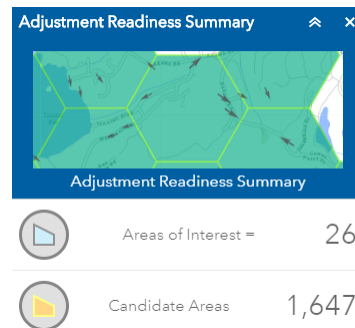 Adjustment Readiness Summary
Adjustment Readiness Summary
Areas of Interest = 26
Candidate Areas 1,647